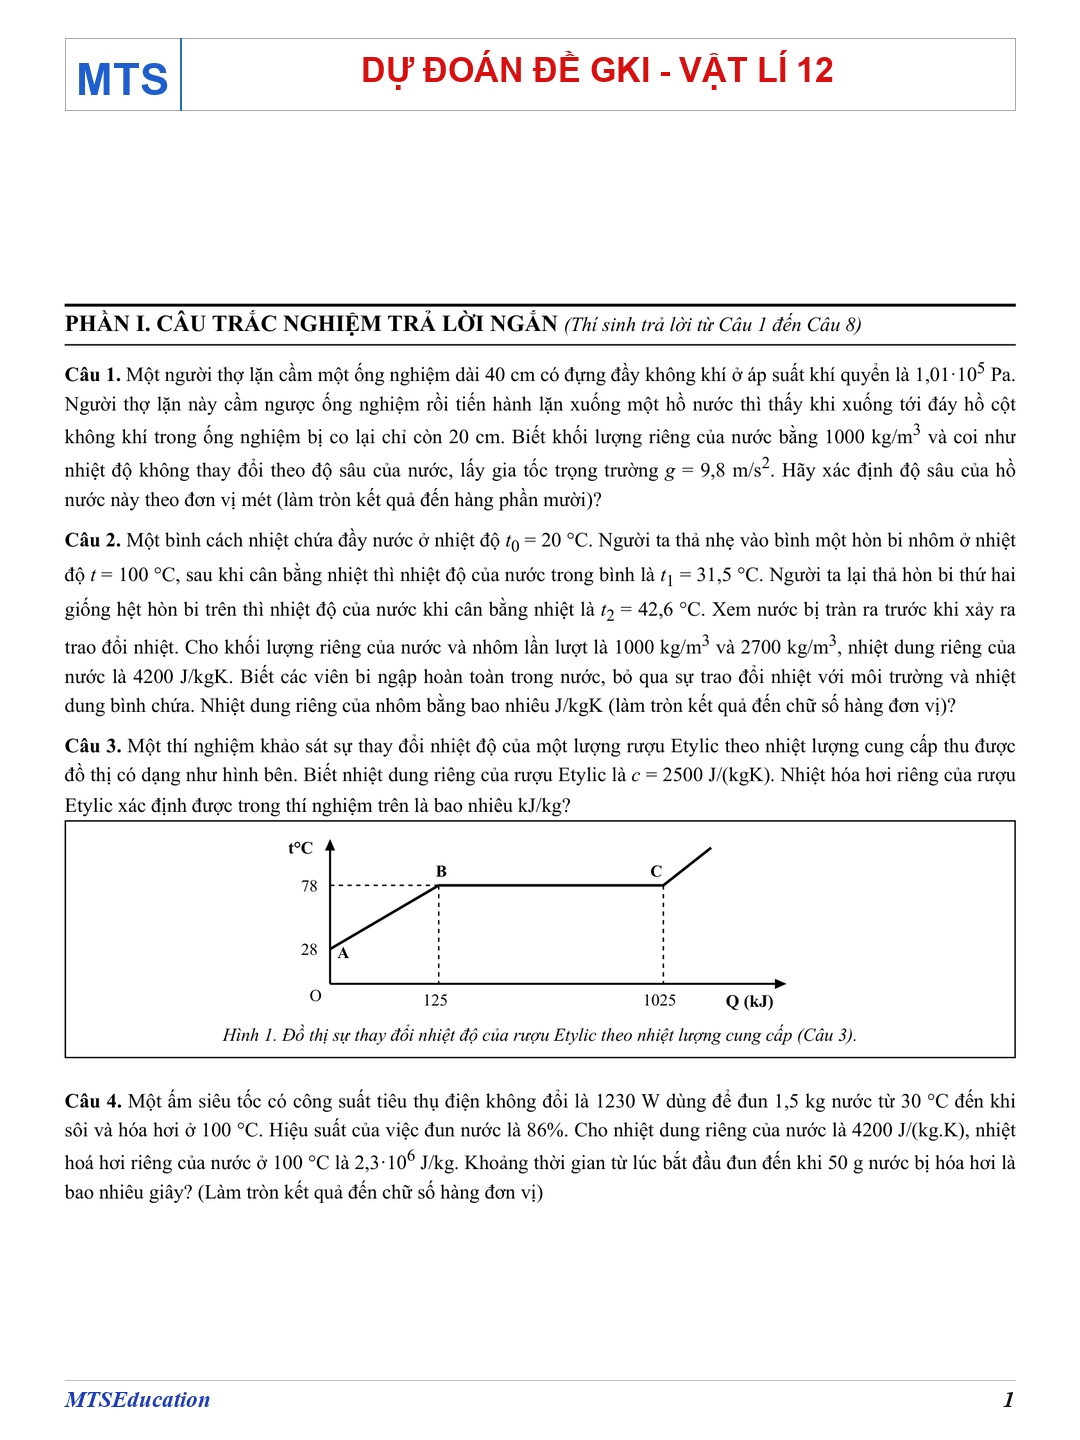 MTS
DỰ ĐOÁN ĐỀ GKI - VẬT LÍ 12
PHẦN I. CÂU TRẮC NGHIỆM TRẢ LỜI NGẮN (Thí sinh trả lời từ Câu 1 đến Câu 8)
Câu 1. Một người thợ lặn cầm một ống nghiệm dài 40 cm có đựng đầy không khí ở áp suất khí quyển là 1,01·10⁵ Pa.
Người thợ lặn này cầm ngược ống nghiệm rồi tiến hành lặn xuống một hồ nước thì thấy khi xuống tới đáy hồ cột
không khí trong ống nghiệm bị co lại chỉ còn 20 cm. Biết khối lượng riêng của nước bằng 1000 kg/m³ và coi như
nhiệt độ không thay đổi theo độ sâu của nước, lấy gia tốc trọng trường g = 9,8 m/s². Hãy xác định độ sâu của hồ
nước này theo đơn vị mét (làm tròn kết quả đến hàng phần mười)?
Câu 2. Một bình cách nhiệt chứa đầy nước ở nhiệt độ t₀ = 20 °C. Người ta thả nhẹ vào bình một hòn bi nhôm ở nhiệt
độ t = 100 °C, sau khi cân bằng nhiệt thì nhiệt độ của nước trong bình là t₁ = 31,5 °C. Người ta lại thả hòn bi thứ hai
giống hệt hòn bi trên thì nhiệt độ của nước khi cân bằng nhiệt là t₂ = 42,6 °C. Xem nước bị tràn ra trước khi xảy ra
trao đổi nhiệt. Cho khối lượng riêng của nước và nhôm lần lượt là 1000 kg/m³ và 2700 kg/m³, nhiệt dung riêng của
nước là 4200 J/kgK. Biết các viên bi ngập hoàn toàn trong nước, bỏ qua sự trao đổi nhiệt với môi trường và nhiệt
dung bình chứa. Nhiệt dung riêng của nhôm bằng bao nhiêu J/kgK (làm tròn kết quả đến chữ số hàng đơn vị)?
Câu 3. Một thí nghiệm khảo sát sự thay đổi nhiệt độ của một lượng rượu Etylic theo nhiệt lượng cung cấp thu được
đồ thị có dạng như hình bên. Biết nhiệt dung riêng của rượu Etylic là c = 2500 J/(kgK). Nhiệt hóa hơi riêng của rượu
Etylic xác định được trong thí nghiệm trên là bao nhiêu kJ/kg?
t°C
B
C
78
28
A
O
125
1025
Q (kJ)
Hình 1. Đồ thị sự thay đổi nhiệt độ của rượu Etylic theo nhiệt lượng cung cấp (Câu 3).
Câu 4. Một ấm siêu tốc có công suất tiêu thụ điện không đổi là 1230 W dùng để đun 1,5 kg nước từ 30 °C đến khi
sôi và hóa hơi ở 100 °C. Hiệu suất của việc đun nước là 86%. Cho nhiệt dung riêng của nước là 4200 J/(kg.K), nhiệt
hoá hơi riêng của nước ở 100 °C là 2,3·10⁶ J/kg. Khoảng thời gian từ lúc bắt đầu đun đến khi 50 g nước bị hóa hơi là
bao nhiêu giây? (Làm tròn kết quả đến chữ số hàng đơn vị)
MTSEducation
1